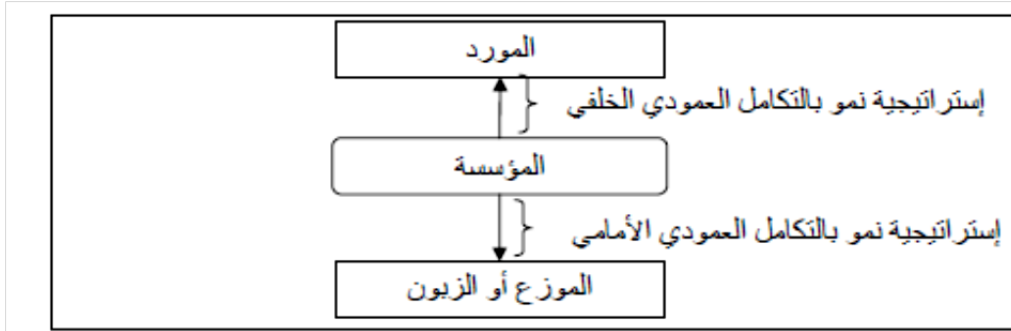 المورد
إستراتيجية نمو بالتكامل العمودي الخلفي
المؤسسة
إستراتيجية نمو بالتكامل العمودي الأمامي
الموزع أو الزبون